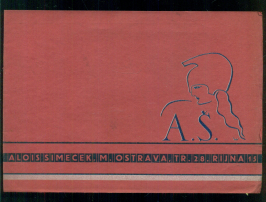 A.Š.
ALOIS ŠIMEČEK, M. OSTRAVA, TŘ. 28. ŘÍJNA 15